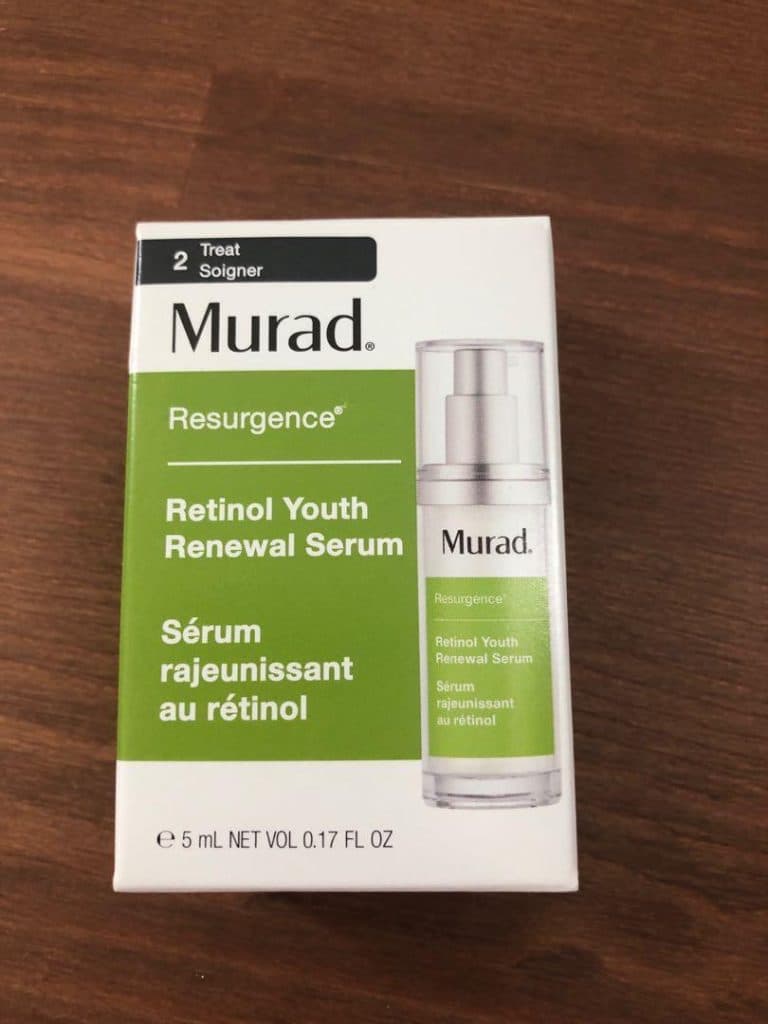 2 Treat
Soigner
Murad®
Resurgence®
Retinol Youth
Renewal Serum
Sérum
rajeunissant
au rétinol
Murad.
Resurgence®
Retinol Youth
Renewal Serum
Sérum
rajeunissant
au rétinol
℮ 5 mL NET VOL 0.17 FL OZ